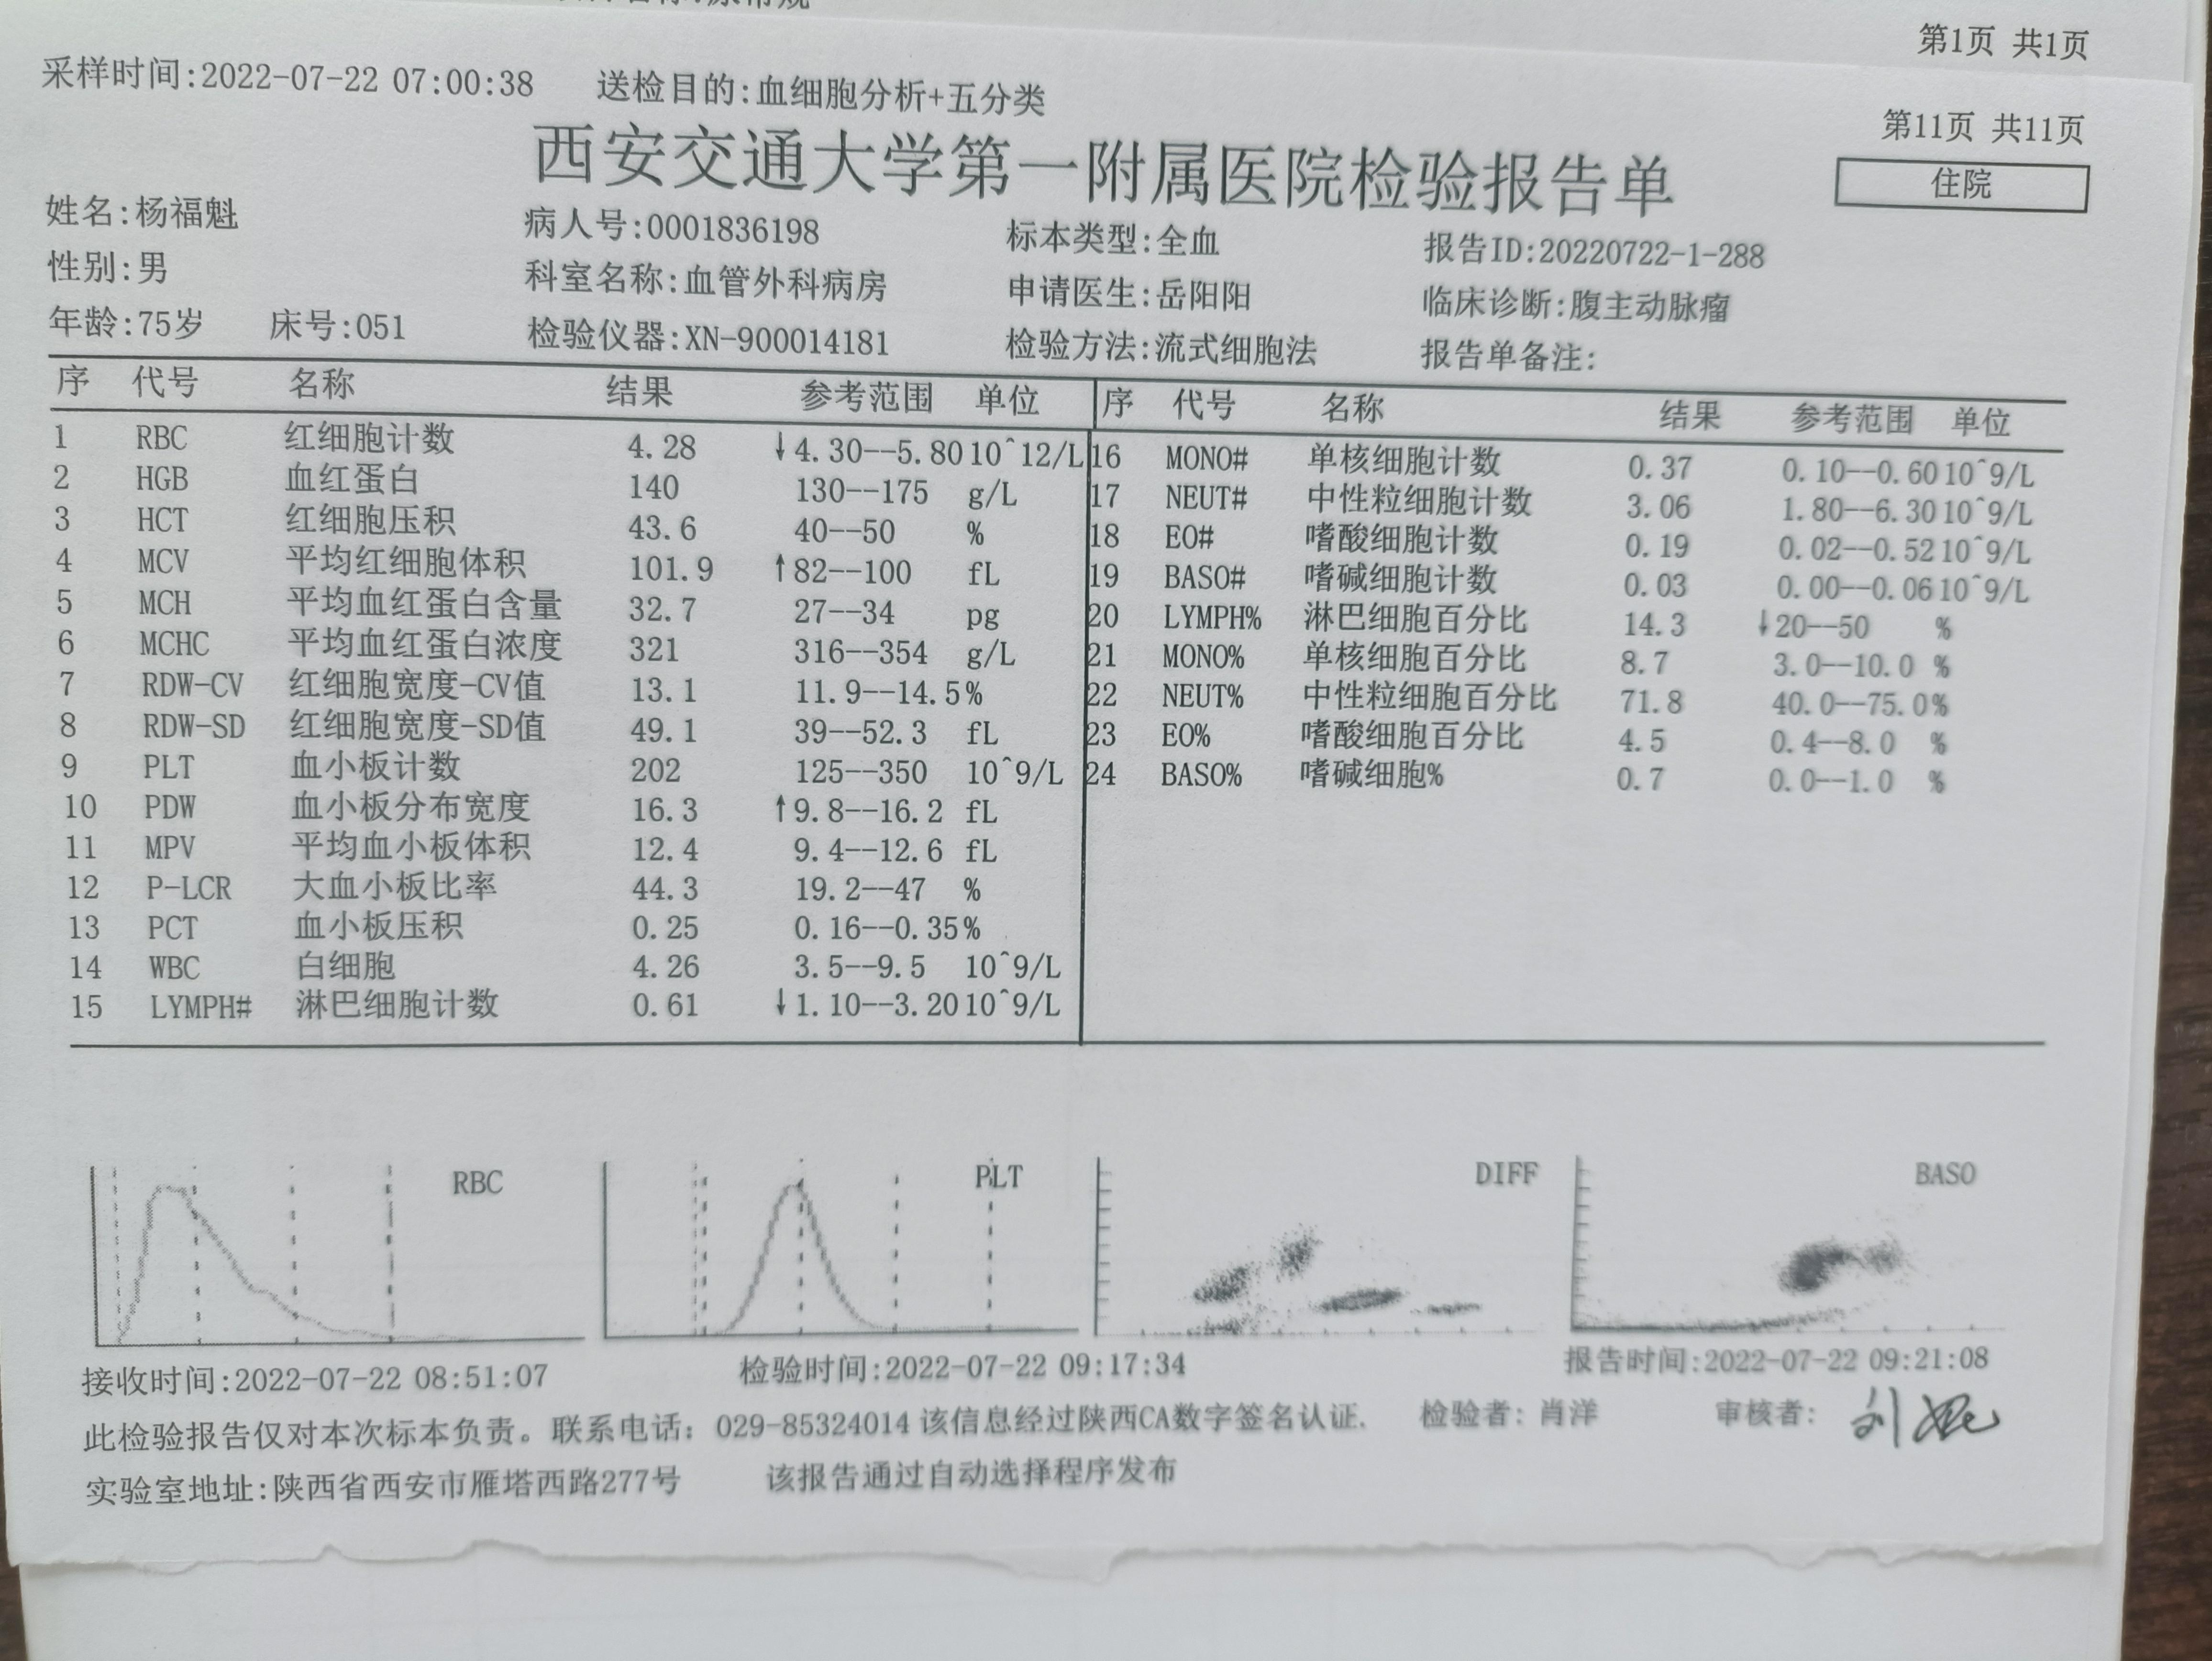 第1页 共1页
采样时间:2022-07-22 07:00:38 送检目的:血细胞分析+五分类
第11页 共11页
西安交通大学第一附属医院检验报告单
住院
姓名:杨福魁 病人号:0001836198 标本类型:全血 报告ID:20220722-1-288
性别:男 科室名称:血管外科病房 申请医生:岳阳阳 临床诊断:腹主动脉瘤
年龄:75岁 床号:051 检验仪器:XN-900014181 检验方法:流式细胞法 报告单备注:
序 代号 名称 结果 参考范围 单位 序 代号 名称 结果 参考范围 单位
1 RBC 红细胞计数 4.28 ↓4.30--5.80 10^12/L 16 MONO# 单核细胞计数 0.37 0.10--0.60 10^9/L
2 HGB 血红蛋白 140 130--175 g/L 17 NEUT# 中性粒细胞计数 3.06 1.80--6.30 10^9/L
3 HCT 红细胞压积 43.6 40--50 % 18 EO# 嗜酸细胞计数 0.19 0.02--0.52 10^9/L
4 MCV 平均红细胞体积 101.9 ↑82--100 fL 19 BASO# 嗜碱细胞计数 0.03 0.00--0.06 10^9/L
5 MCH 平均血红蛋白含量 32.7 27--34 pg 20 LYMPH% 淋巴细胞百分比 14.3 ↓20--50 %
6 MCHC 平均血红蛋白浓度 321 316--354 g/L 21 MONO% 单核细胞百分比 8.7 3.0--10.0 %
7 RDW-CV 红细胞宽度-CV值 13.1 11.9--14.5 % 22 NEUT% 中性粒细胞百分比 71.8 40.0--75.0 %
8 RDW-SD 红细胞宽度-SD值 49.1 39--52.3 fL 23 EO% 嗜酸细胞百分比 4.5 0.4--8.0 %
9 PLT 血小板计数 202 125--350 10^9/L 24 BASO% 嗜碱细胞% 0.7 0.0--1.0 %
10 PDW 血小板分布宽度 16.3 ↑9.8--16.2 fL
11 MPV 平均血小板体积 12.4 9.4--12.6 fL
12 P-LCR 大血小板比率 44.3 19.2--47 %
13 PCT 血小板压积 0.25 0.16--0.35 %
14 WBC 白细胞 4.26 3.5--9.5 10^9/L
15 LYMPH# 淋巴细胞计数 0.61 ↓1.10--3.20 10^9/L
RBC PLT DIFF BASO
接收时间:2022-07-22 08:51:07 检验时间:2022-07-22 09:17:34 报告时间:2022-07-22 09:21:08
此检验报告仅对本次标本负责。联系电话: 029-85324014 该信息经过陕西CA数字签名认证. 检验者: 肖洋 审核者: 刘
实验室地址:陕西省西安市雁塔西路277号 该报告通过自动选择程序发布